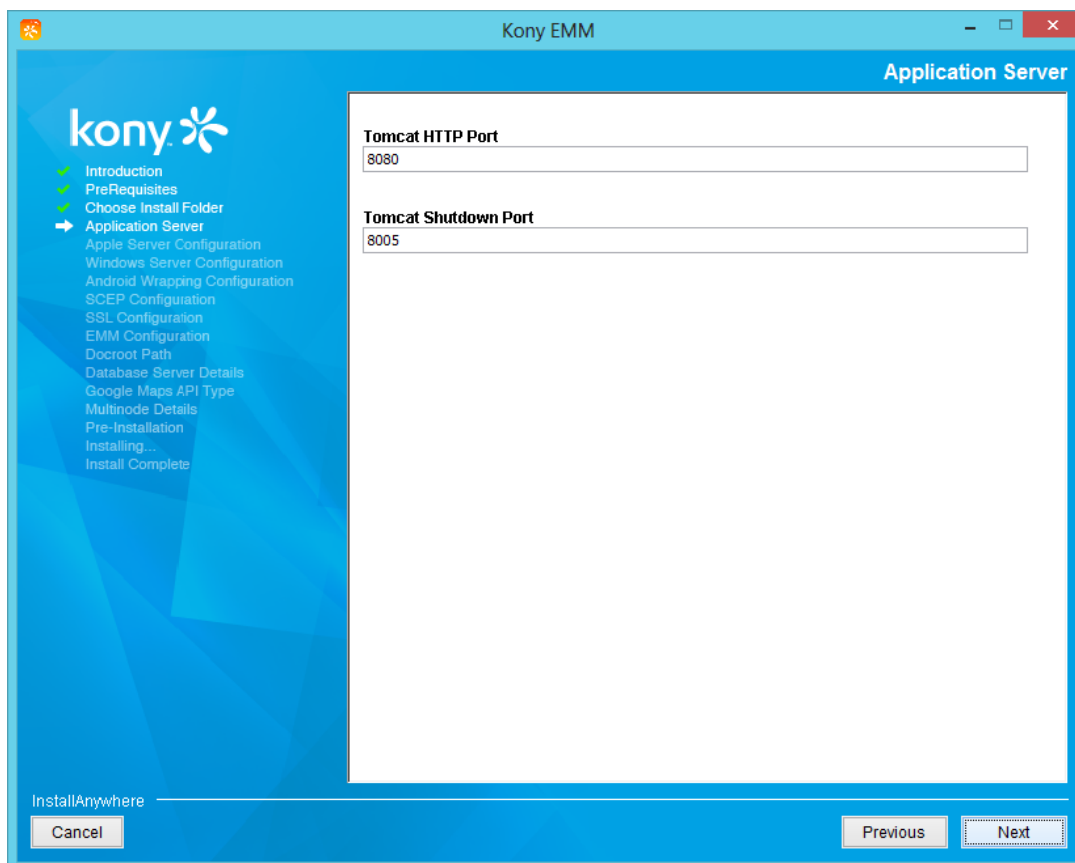 Kony EMM
Application Server
kony
Introduction
PreRequisites
Choose Install Folder
Application Server
Apple Server Configuration
Windows Server Configuration
Android Wrapping Configuration
SCEP Configuration
SSL Configuration
EMM Configuration
Docroot Path
Database Server Details
Google Maps API Type
Multinode Details
Pre-Installation
Installing...
Install Complete
Tomcat HTTP Port
8080
Tomcat Shutdown Port
8005
InstallAnywhere
Cancel
Previous
Next